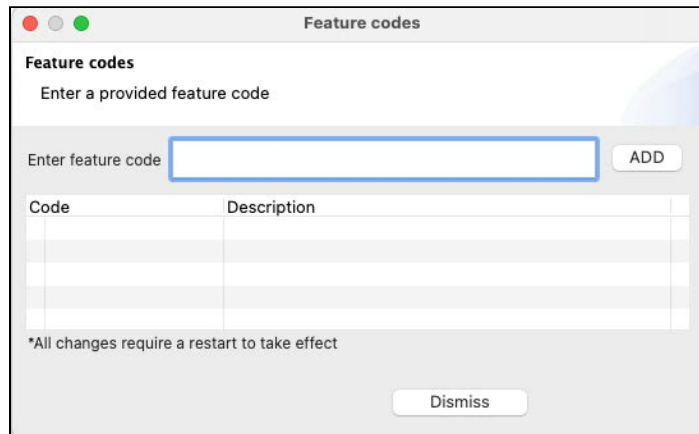 Feature codes
Feature codes
Enter a provided feature code
Enter feature code ADD
Code Description
*All changes require a restart to take effect
Dismiss